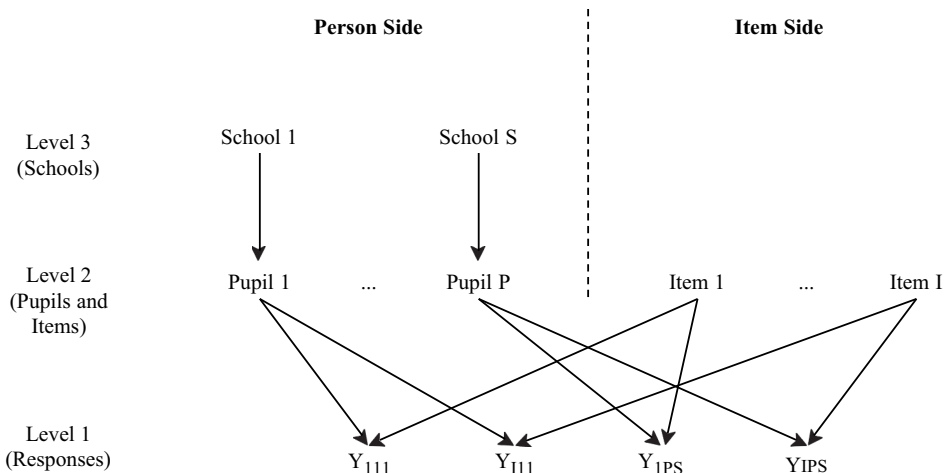 Person Side Item Side
Level 3
(Schools)
School 1 School S
Level 2
(Pupils and
Items)
Pupil 1 ... Pupil P Item 1 ... Item I
Level 1
(Responses)
Y111 YI11 Y1PS YIPS